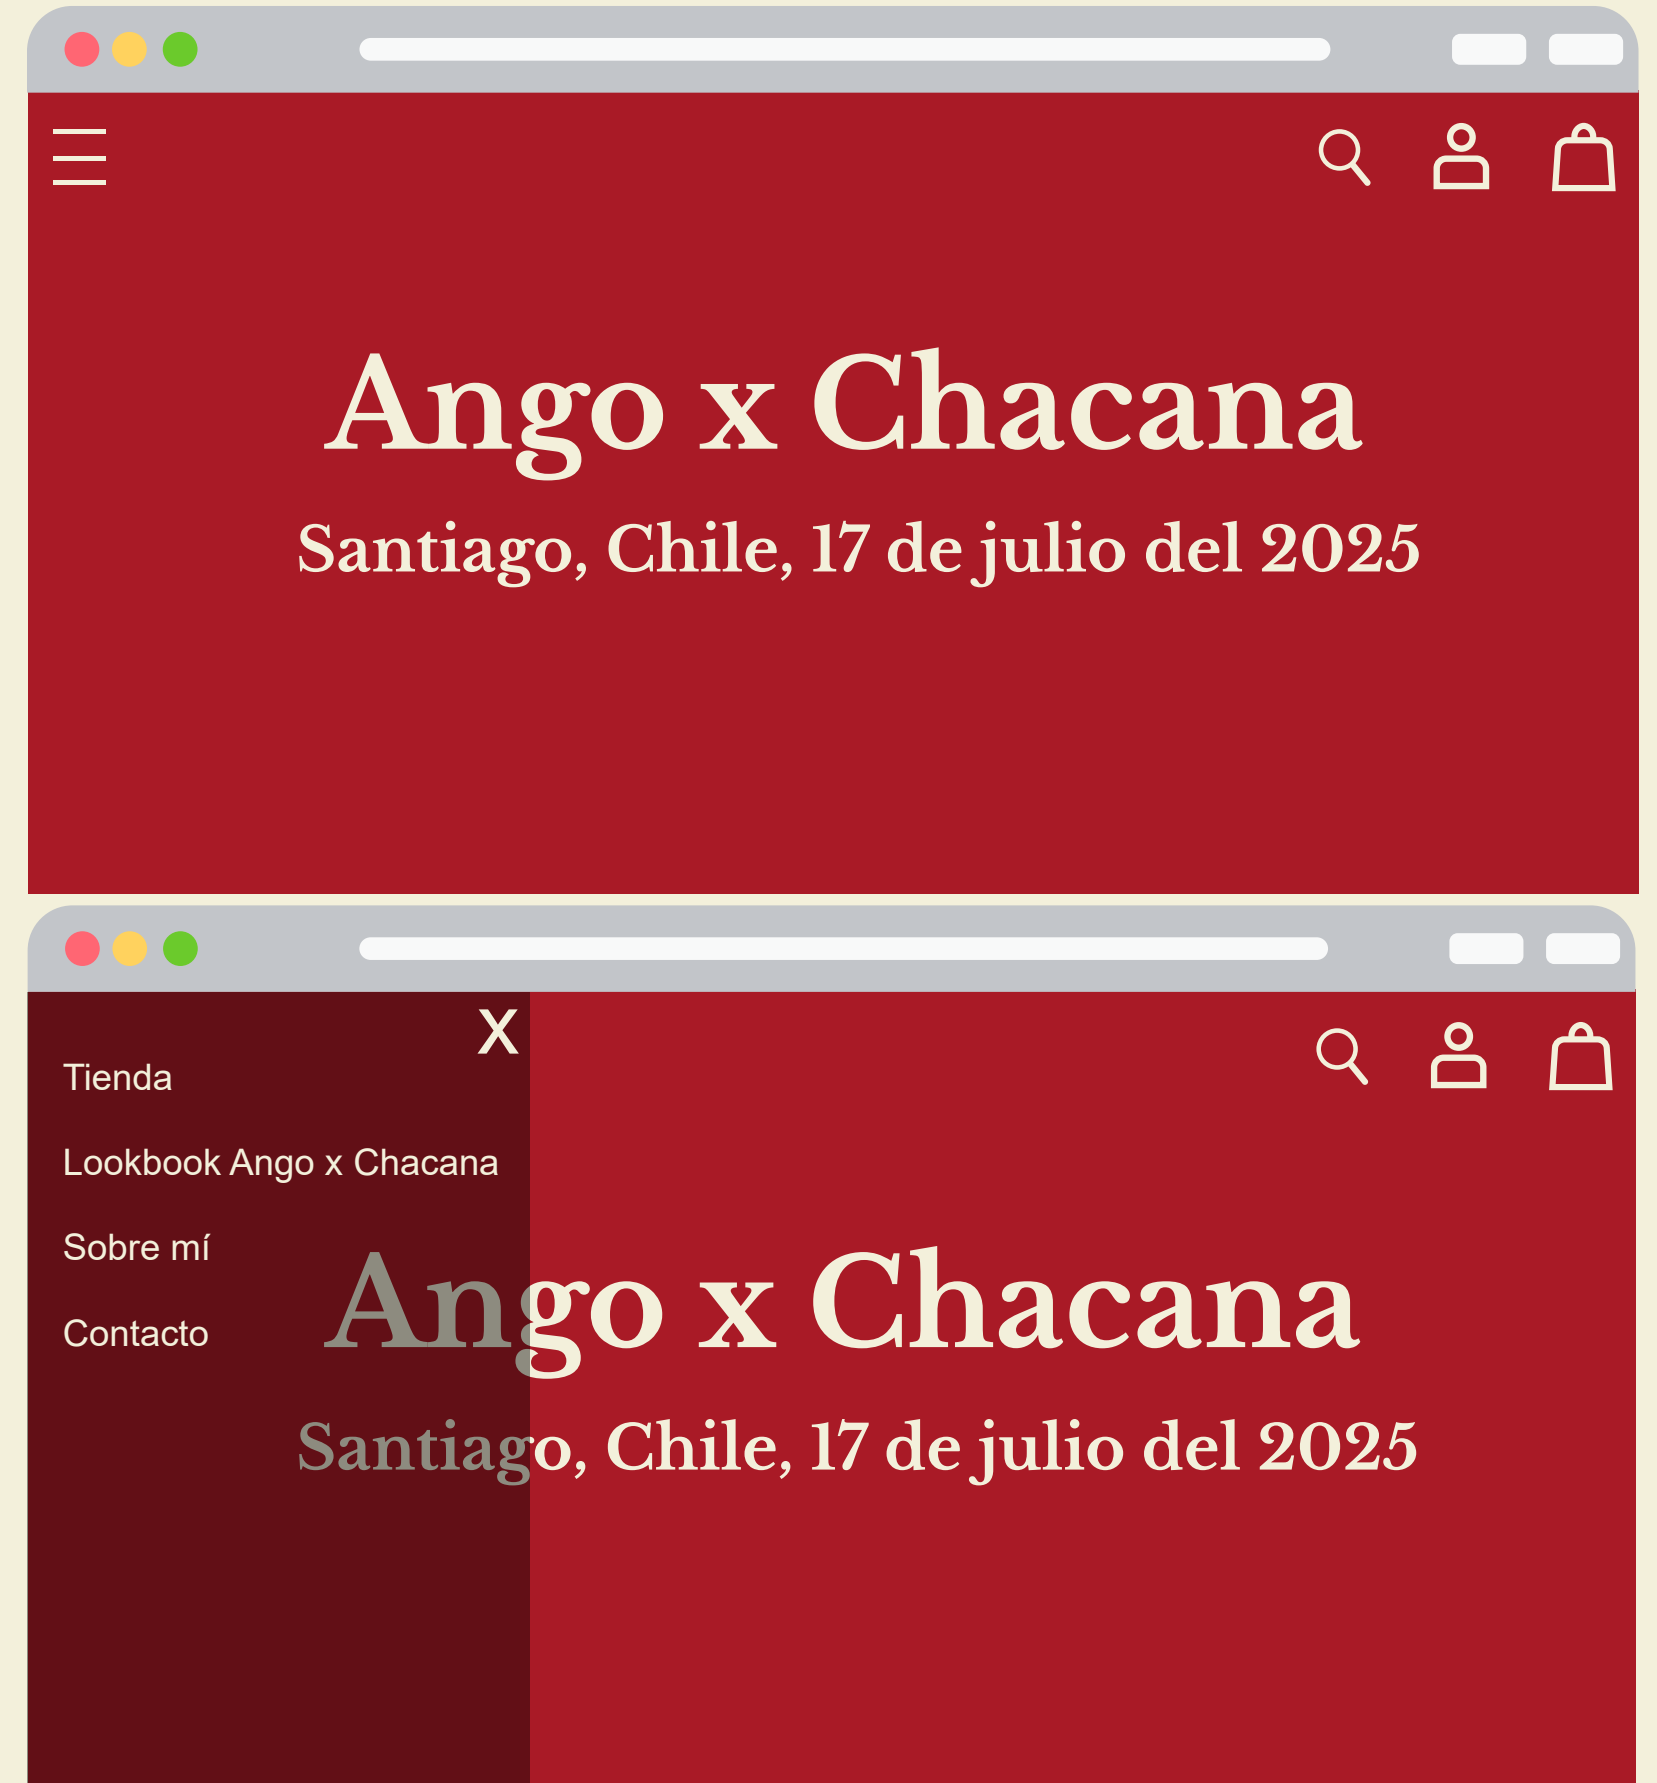 Ango x Chacana
Santiago, Chile, 17 de julio del 2025
X
Tienda
Lookbook Ango x Chacana
Sobre mí
Contacto
Ango x Chacana
Santiago, Chile, 17 de julio del 2025